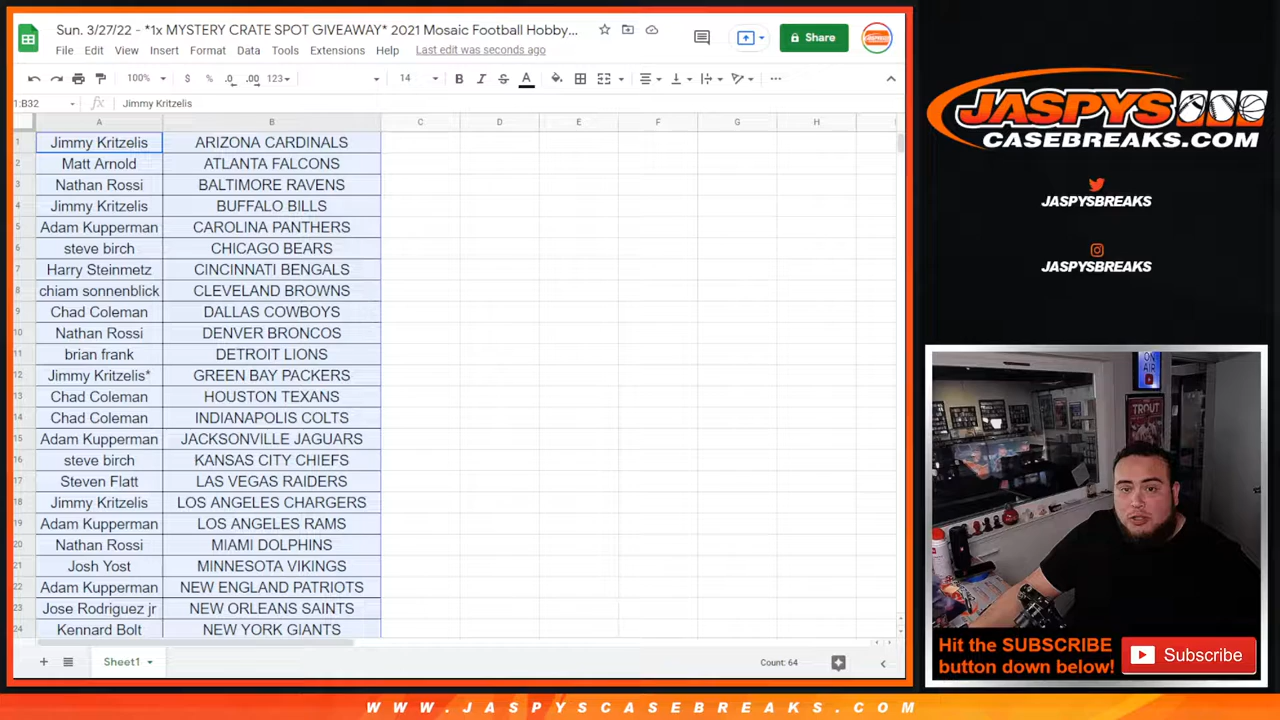 Sun. 3/27/22 - *1x MYSTERY CRATE SPOT GIVEAWAY* 2021 Mosaic Football Hobby...
File Edit View Insert Format Data Tools Extensions Help Last edit was seconds ago
Share
100% $ % .0 .00 123 14 B I S A
1:B32 fx Jimmy Kritzelis
A B C D E F G H
1 Jimmy Kritzelis ARIZONA CARDINALS
2 Matt Arnold ATLANTA FALCONS
3 Nathan Rossi BALTIMORE RAVENS
4 Jimmy Kritzelis BUFFALO BILLS
5 Adam Kupperman CAROLINA PANTHERS
6 steve birch CHICAGO BEARS
7 Harry Steinmetz CINCINNATI BENGALS
8 chiam sonnenblick CLEVELAND BROWNS
9 Chad Coleman DALLAS COWBOYS
10 Nathan Rossi DENVER BRONCOS
11 brian frank DETROIT LIONS
12 Jimmy Kritzelis* GREEN BAY PACKERS
13 Chad Coleman HOUSTON TEXANS
14 Chad Coleman INDIANAPOLIS COLTS
15 Adam Kupperman JACKSONVILLE JAGUARS
16 steve birch KANSAS CITY CHIEFS
17 Steven Flatt LAS VEGAS RAIDERS
18 Jimmy Kritzelis LOS ANGELES CHARGERS
19 Adam Kupperman LOS ANGELES RAMS
20 Nathan Rossi MIAMI DOLPHINS
21 Josh Yost MINNESOTA VIKINGS
22 Adam Kupperman NEW ENGLAND PATRIOTS
23 Jose Rodriguez jr NEW ORLEANS SAINTS
24 Kennard Bolt NEW YORK GIANTS
Sheet1
Count: 64
JASPYS
CASEBREAKS.COM
JASPYSBREAKS
JASPYSBREAKS
ON
AIR
TROUT
Hit the SUBSCRIBE
button down below!
Subscribe
WWW.JASPYSCASEBREAKS.COM